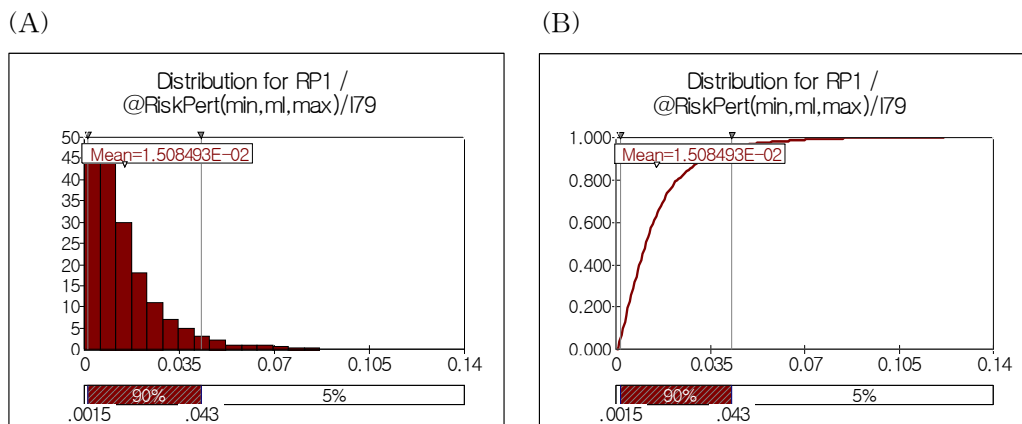 (A)
Distribution for RP1 /
@RiskPert(min,ml,max)/I79
Mean=1.508493E-02
50
45
40
35
30
25
20
15
10
5
0
0 0.035 0.07 0.105 0.14
90% 5%
.0015 .043
(B)
Distribution for RP1 /
@RiskPert(min,ml,max)/I79
Mean=1.508493E-02
1.000
0.800
0.600
0.400
0.200
0.000
0 0.035 0.07 0.105 0.14
90% 5%
.0015 .043